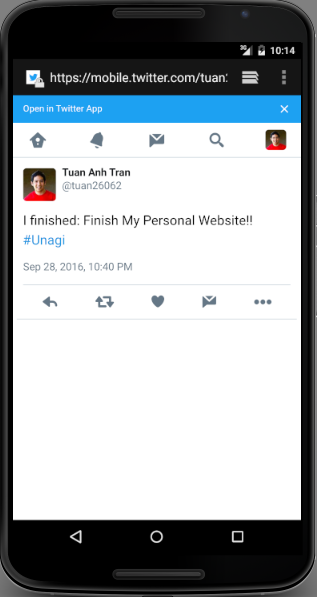 3G 10:14
https://mobile.twitter.com/tuan2
Open in Twitter App
Tuan Anh Tran
@tuan26062
I finished: Finish My Personal Website!!
#Unagi
Sep 28, 2016, 10:40 PM